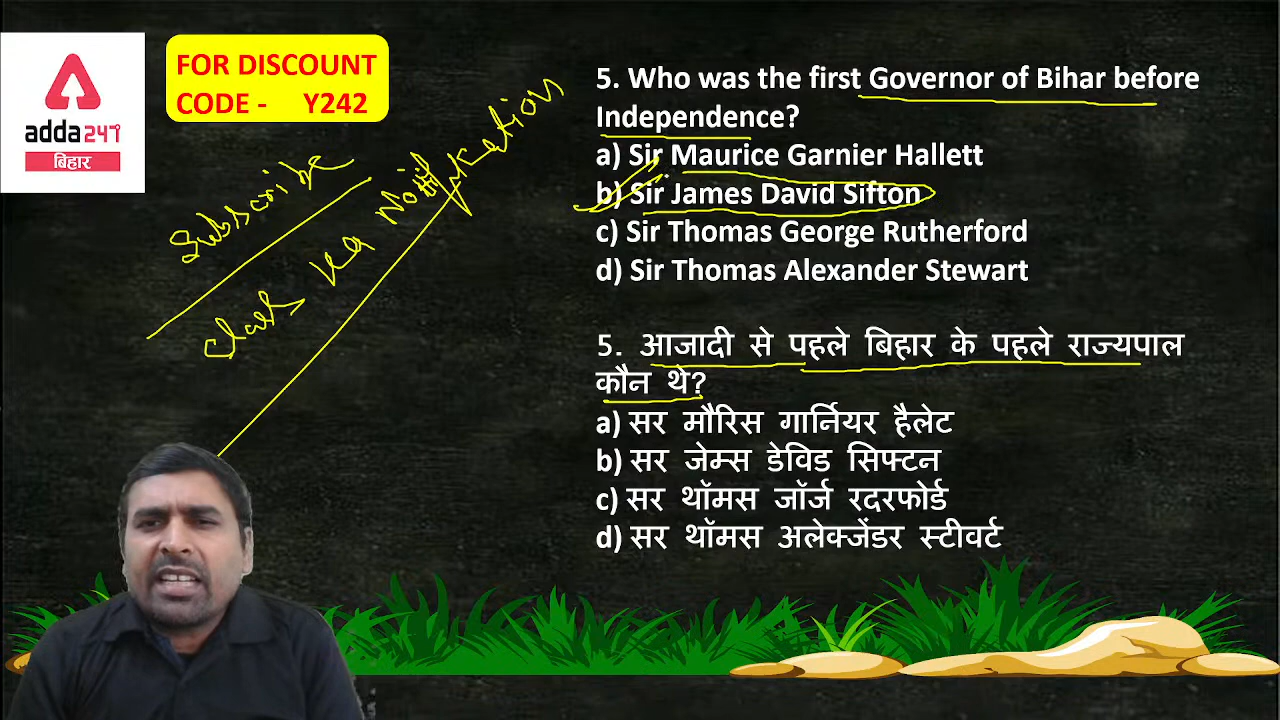 adda247
बिहार
FOR DISCOUNT
CODE - Y242
Subscribe
class ka Notification
5. Who was the first Governor of Bihar before
Independence?
a) Sir Maurice Garnier Hallett
b) Sir James David Sifton
c) Sir Thomas George Rutherford
d) Sir Thomas Alexander Stewart
5. आजादी से पहले बिहार के पहले राज्यपाल
कौन थे?
a) सर मौरिस गार्नियर हैलेट
b) सर जेम्स डेविड सिफ्टन
c) सर थॉमस जॉर्ज रदरफोर्ड
d) सर थॉमस अलेक्जेंडर स्टीवर्ट